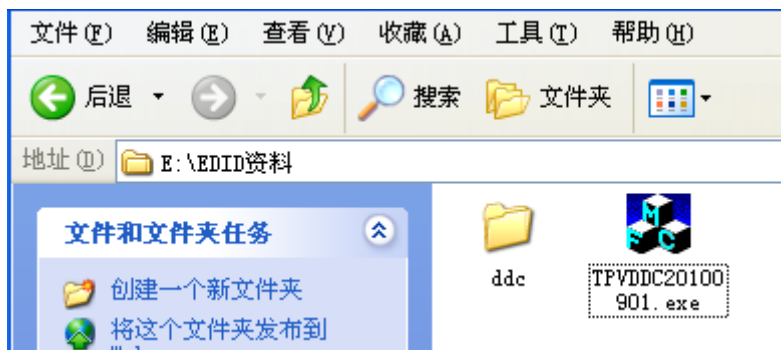 文件(F) 编辑(E) 查看(V) 收藏(A) 工具(T) 帮助(H)
后退 搜索 文件夹
地址(D) E:\EDID资料
文件和文件夹任务
创建一个新文件夹
将这个文件夹发布到
ddc
MFC
TPVDDC20100
901.exe